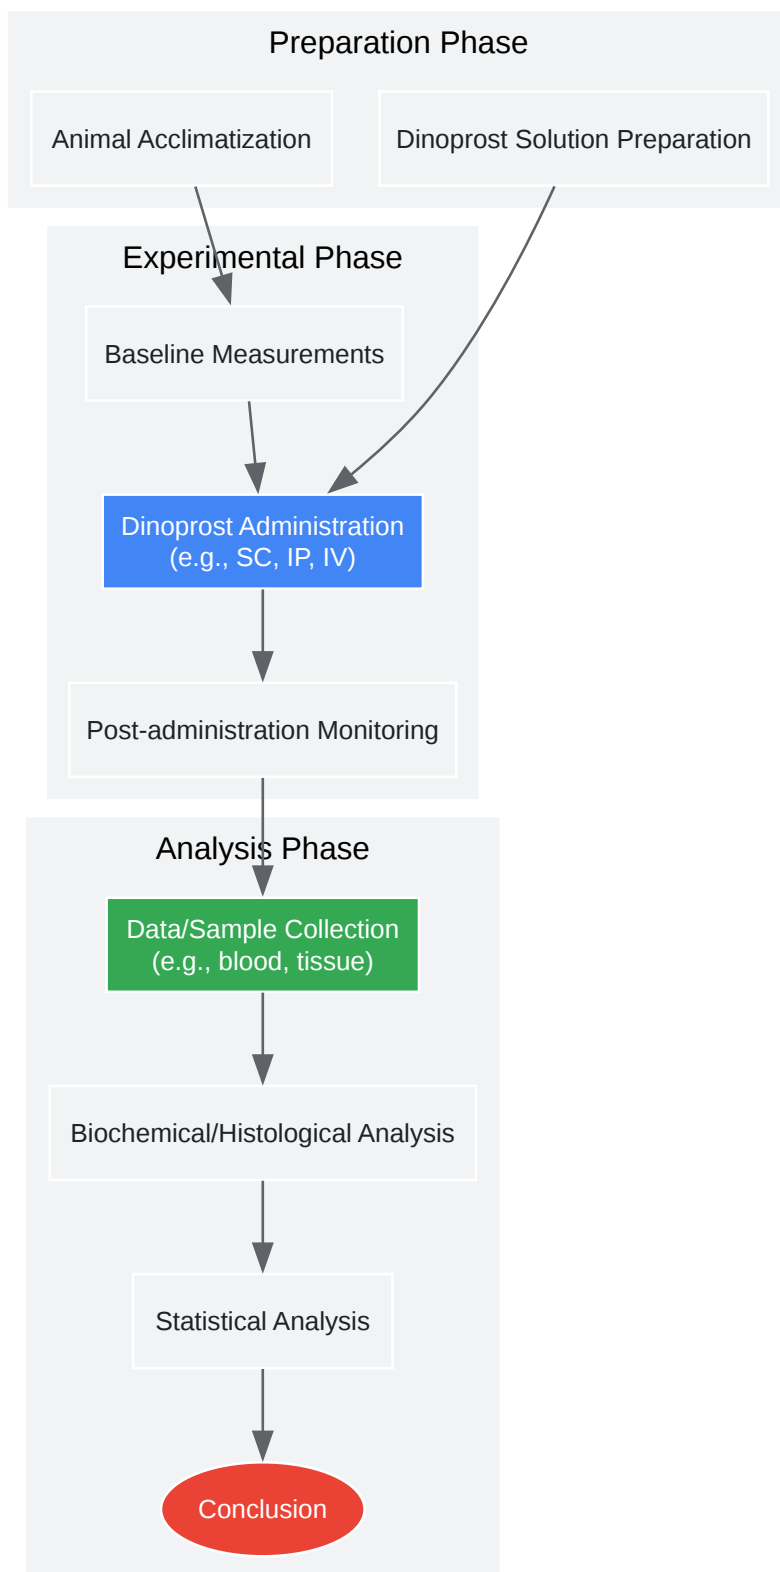 Preparation Phase
Animal Acclimatization
Dinoprost Solution Preparation
Experimental Phase
Baseline Measurements
Dinoprost Administration
(e.g., SC, IP, IV)
Post-administration Monitoring
Analysis Phase
Data/Sample Collection
(e.g., blood, tissue)
Biochemical/Histological Analysis
Statistical Analysis
Conclusion